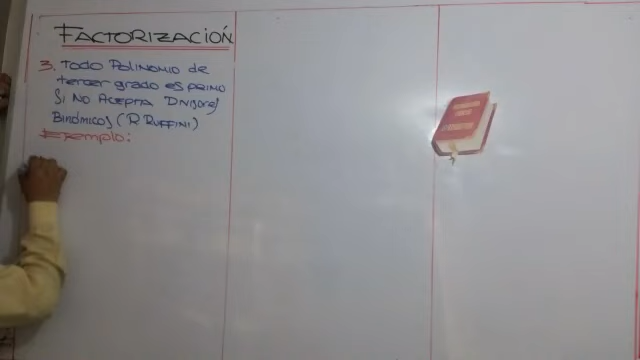 FACTORIZACIÓN
3. TODO POLINOMIO de
tercer grado es PRIMO
Si NO ACEPTA Divisores
BINÓMICOS (R. RUFFINI)
Ejemplo: